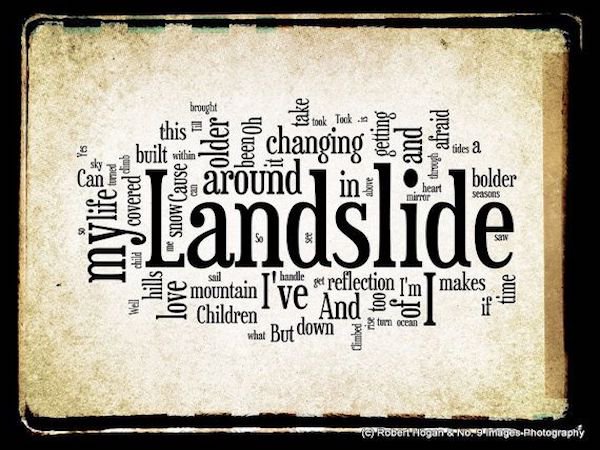 brought
Till
this
older
been
Oh
take
took
Took
is
getting
and
afraid
through
tides
a
Yes
sky
turned
climb
built
within
changing
it
Can
life
covered
Cause
can
around
in
above
mirror
heart
bolder
seasons
so
my
snow
me
Landslide
So
see
saw
child
Well
hills
love
sail
mountain
I've
handle
get
reflection
I'm
I
makes
if
time
Children
And
too
of
what
But
down
Climbed
rise
turn
ocean
(C) Robert Hogan & No. 9 Images-Photography